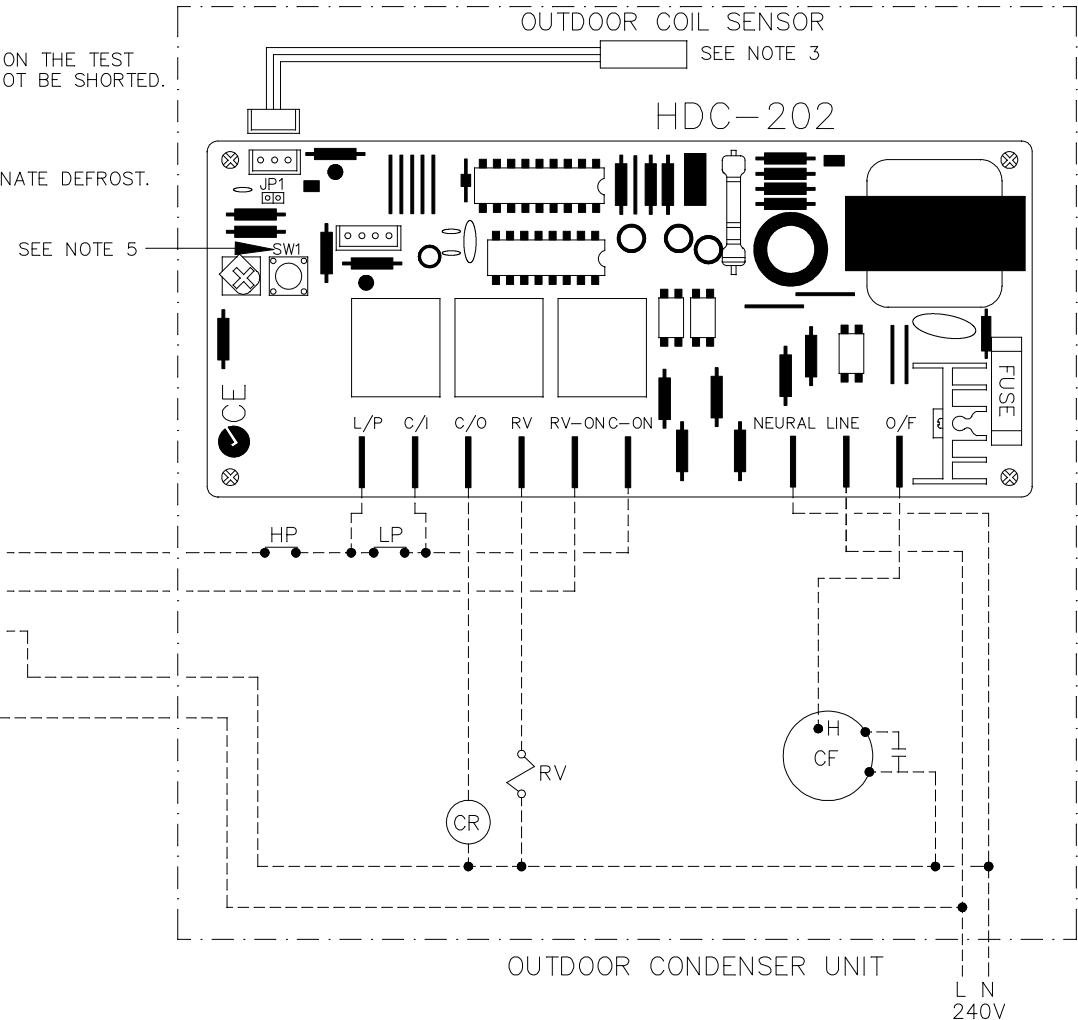 OUTDOOR COIL SENSOR
ON THE TEST
SEE NOTE 3
OT BE SHORTED.
HDC-202
NATE DEFROST.
JP1
SEE NOTE 5
SW1
FUSE
CE
L/P C/I C/O RV RV-ON C-ON NEURAL LINE O/F
HP LP
H
CF
RV
CR
OUTDOOR CONDENSER UNIT
L N
240V